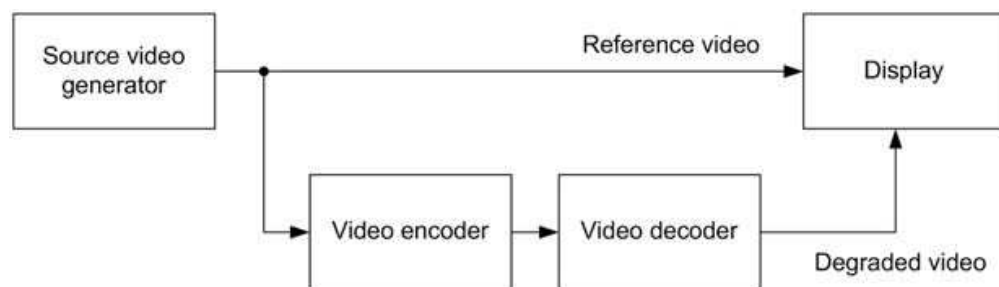 Source video
generator
Reference video
Display
Video encoder
Video decoder
Degraded video